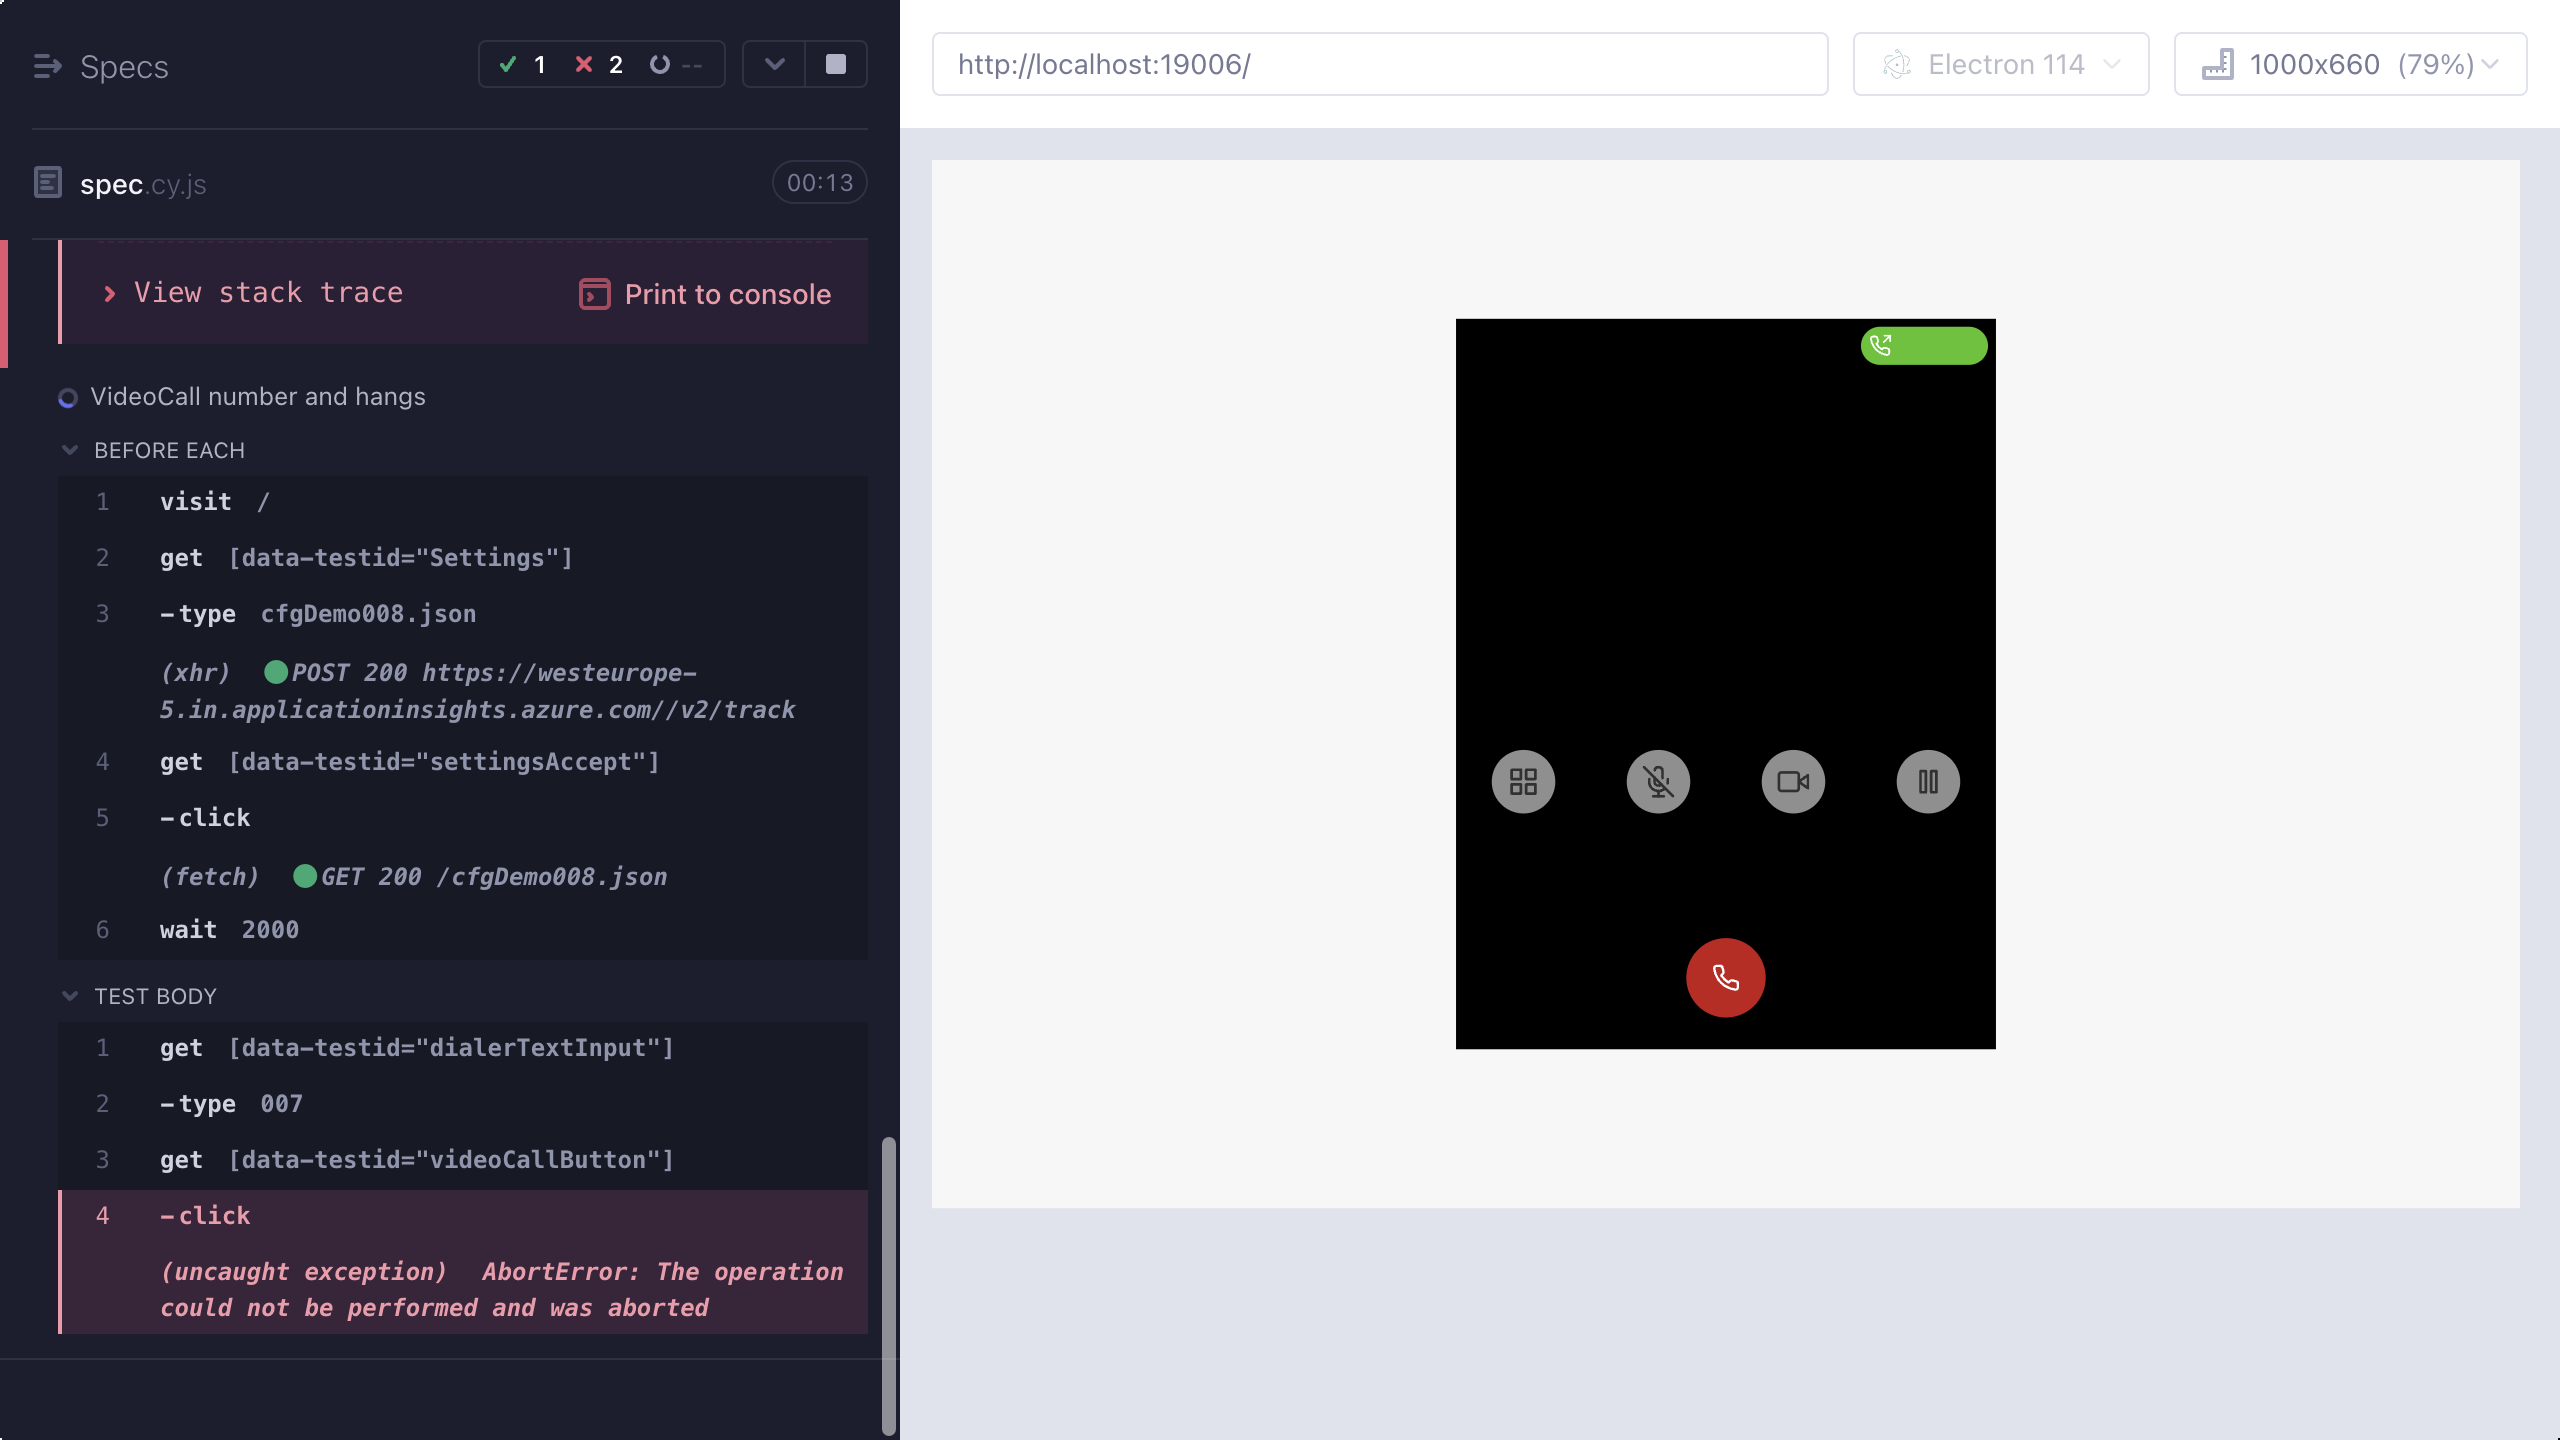 Specs
1 2 --
spec.cy.js 00:13
View stack trace Print to console
VideoCall number and hangs
BEFORE EACH
1 visit /
2 get [data-testid="Settings"]
3 -type cfgDemo008.json
(xhr) POST 200 https://westeurope-
5.in.applicationinsights.azure.com//v2/track
4 get [data-testid="settingsAccept"]
5 -click
(fetch) GET 200 /cfgDemo008.json
6 wait 2000
TEST BODY
1 get [data-testid="dialerTextInput"]
2 -type 007
3 get [data-testid="videoCallButton"]
4 -click
(uncaught exception) AbortError: The operation
could not be performed and was aborted
http://localhost:19006/
Electron 114
1000x660 (79%)